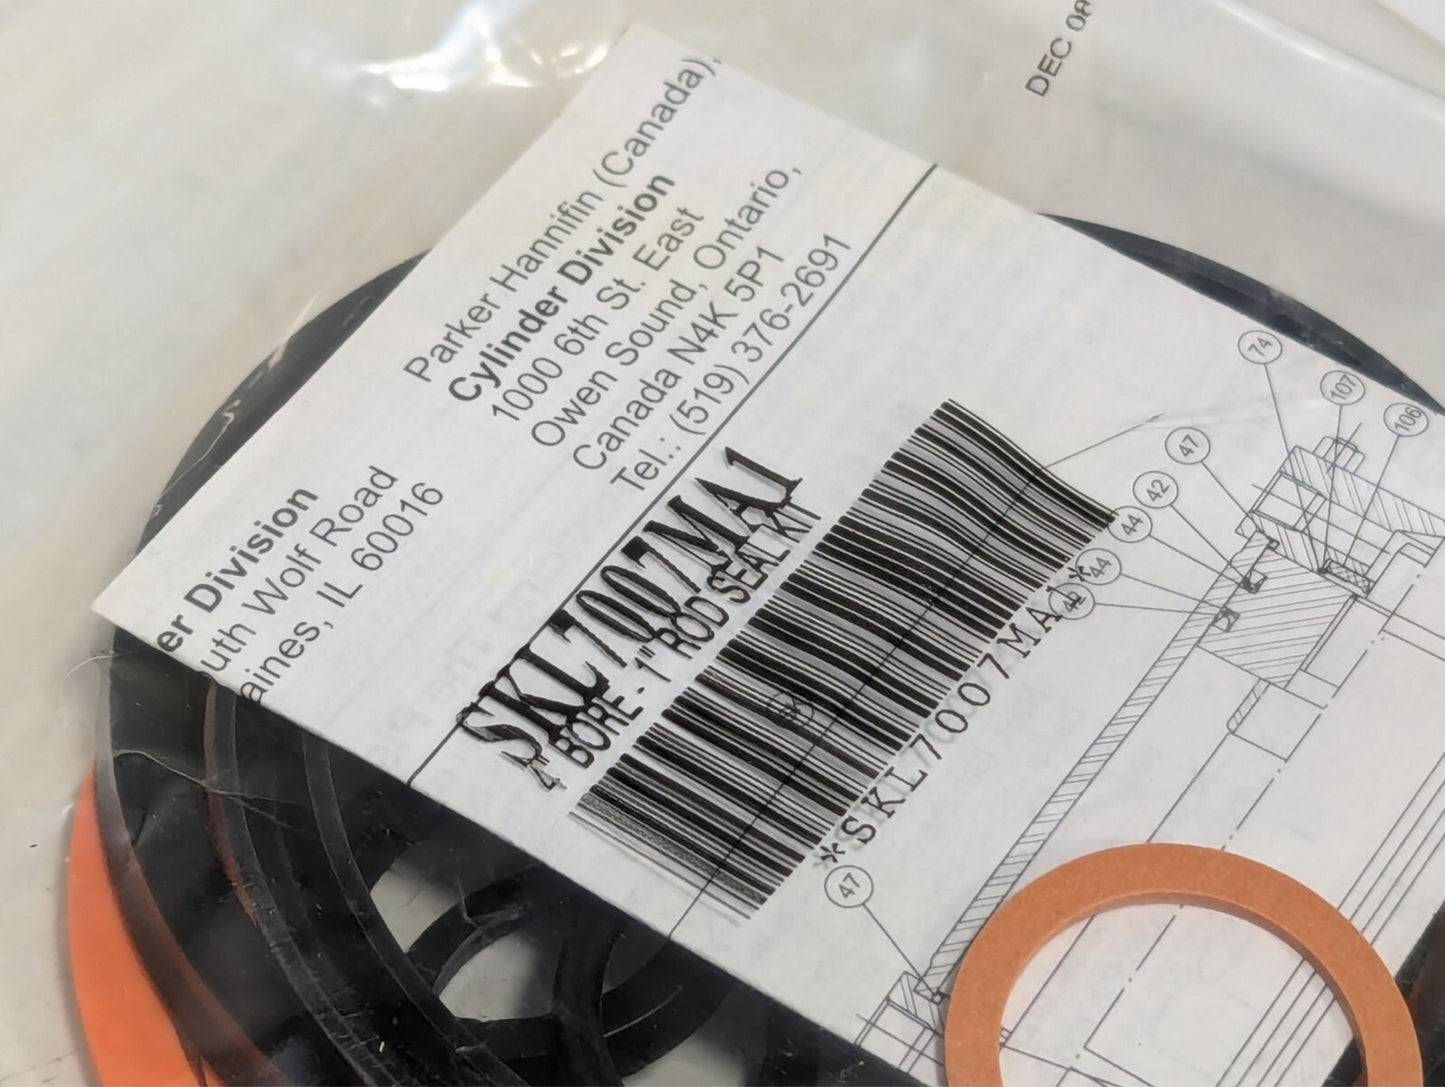 DEC 08
Parker Hannifin (Canada),
Cylinder Division
1000 6th St. East
Owen Sound, Ontario,
Canada N4K 5P1
Tel.: (519) 376-2691
er Division
uth Wolf Road
aines, IL 60016
SKL7007MA1
BORE - 1" ROD SEAL KIT
*SKL7007MA1*
74
107
106
47
42
44
44
42
47